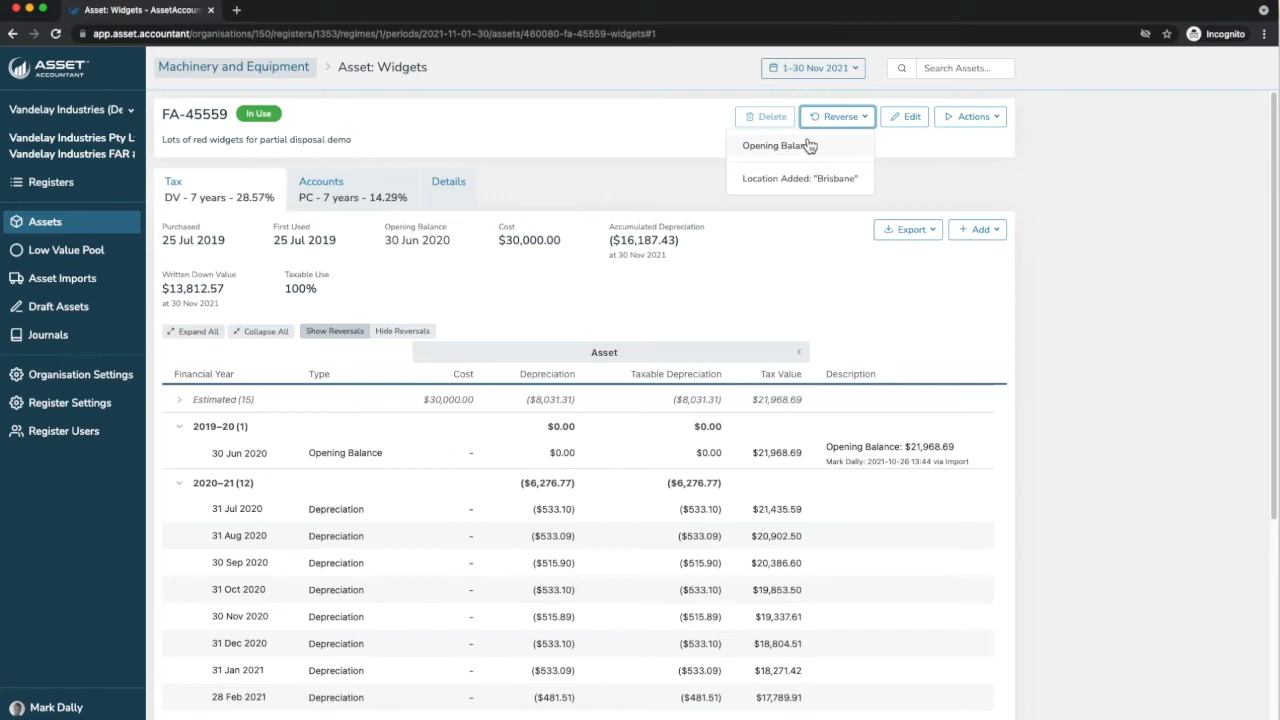 Asset: Widgets - AssetAccoun
app.asset.accountant/organisations/160/registers/1353/regimes/1/periods/2021-11-01~30/assets/460080-fa-45559-widgets#1
Incognito
ASSET
ACCOUNTANT
Machinery and Equipment > Asset: Widgets
1–30 Nov 2021
Search Assets...
Vandelay Industries (De
Vandelay Industries Pty L
Vandelay Industries FAR
Registers
Assets
Low Value Pool
Asset Imports
Draft Assets
Journals
Organisation Settings
Register Settings
Register Users
Mark Dally
FA-45559 In Use
Delete Reverse Edit Actions
Lots of red widgets for partial disposal demo
Opening Balan
Location Added: "Brisbane"
Tax Accounts Details
DV - 7 years - 28.57% PC - 7 years - 14.29%
Purchased First Used Opening Balance Cost Accumulated Depreciation
25 Jul 2019 25 Jul 2019 30 Jun 2020 $30,000.00 ($16,187.43)
at 30 Nov 2021
Export Add
Written Down Value Taxable Use
$13,812.57 100%
at 30 Nov 2021
Expand All Collapse All Show Reversals Hide Reversals
Asset
Financial Year Type Cost Depreciation Taxable Depreciation Tax Value Description
Estimated (15) $30,000.00 ($8,031.31) ($8,031.31) $21,968.69
2019–20 (1) $0.00 $0.00
30 Jun 2020 Opening Balance - $0.00 $0.00 $21,968.69 Opening Balance: $21,968.69
Mark Dally: 2021-10-26 13:44 via Import
2020–21 (12) ($6,276.77) ($6,276.77)
31 Jul 2020 Depreciation - ($533.10) ($533.10) $21,435.59
31 Aug 2020 Depreciation - ($533.09) ($533.09) $20,902.50
30 Sep 2020 Depreciation - ($515.90) ($515.90) $20,386.60
31 Oct 2020 Depreciation - ($533.10) ($533.10) $19,853.50
30 Nov 2020 Depreciation - ($515.89) ($515.89) $19,337.61
31 Dec 2020 Depreciation - ($533.10) ($533.10) $18,804.51
31 Jan 2021 Depreciation - ($533.09) ($533.09) $18,271.42
28 Feb 2021 Depreciation - ($481.51) ($481.51) $17,789.91